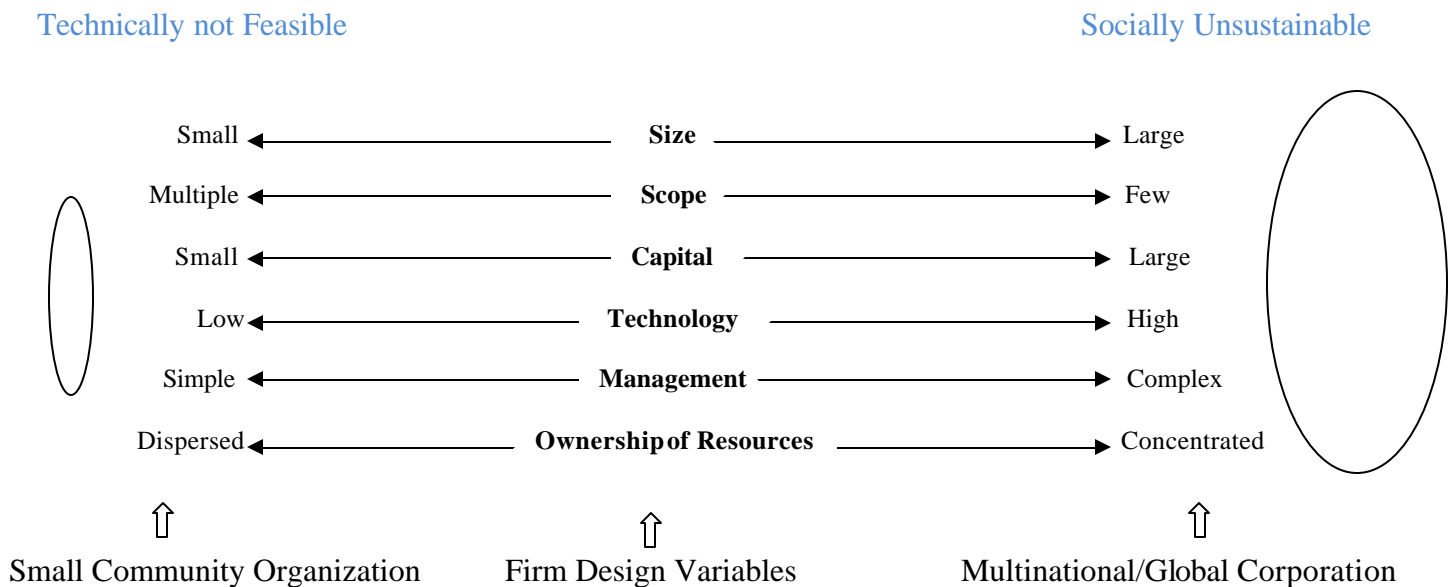 Technically not Feasible Socially Unsustainable
Small Size Large
Multiple Scope Few
Small Capital Large
Low Technology High
Simple Management Complex
Dispersed Ownership of Resources Concentrated
Small Community Organization Firm Design Variables Multinational/Global Corporation